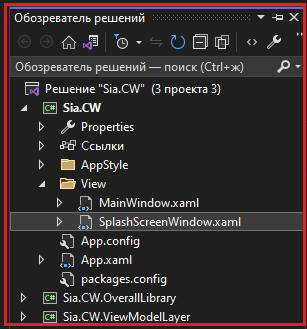 Обозреватель решений
Обозреватель решений — поиск (Ctrl+ж)
Решение "Sia.CW" (3 проекта 3)
Sia.CW
Properties
Ссылки
AppStyle
View
MainWindow.xaml
SplashScreenWindow.xaml
App.config
App.xaml
packages.config
Sia.CW.OverallLibrary
Sia.CW.ViewModelLayer